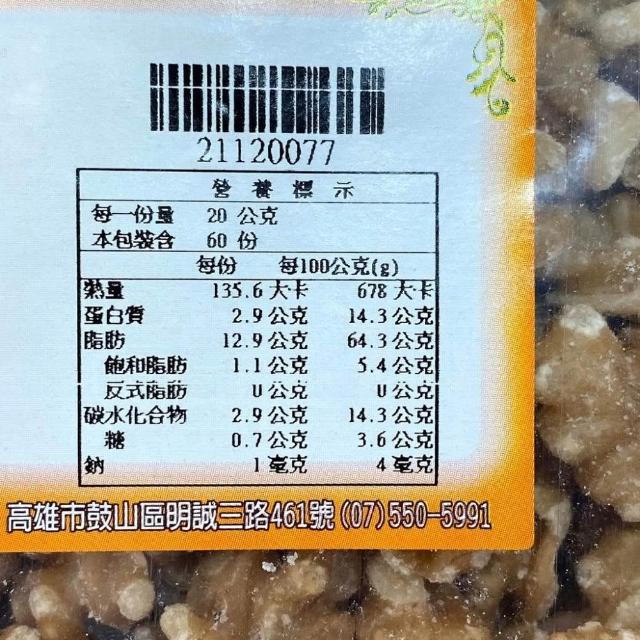 21120077
營養標示
每一份量 20 公克
本包裝含 60 份
每份 每100公克(g)
熱量 135.6 大卡 678 大卡
蛋白質 2.9 公克 14.3 公克
脂肪 12.9 公克 64.3 公克
飽和脂肪 1.1 公克 5.4 公克
反式脂肪 0 公克 0 公克
碳水化合物 2.9 公克 14.3 公克
糖 0.7 公克 3.6 公克
鈉 1 毫克 4 毫克
高雄市鼓山區明誠三路461號 (07)550-5991